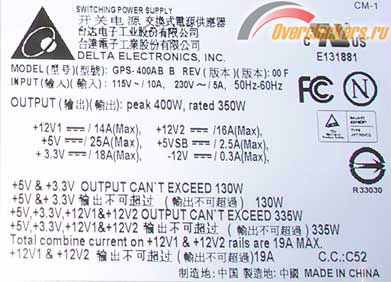 SWITCHING POWER SUPPLY
CM-1
Overclockers.ru
开关电源 交換式電源供應器
台达电子工业股份有限公司
台達電子工業股份有限公司
DELTA ELECTRONICS, INC.
c UL US
E131881
MODEL(型号)(型號): GPS-400AB B REV(版本)(版本):00F
INPUT(输入)(輸入): 115V~/10A, 230V~/5A, 50Hz-60Hz
OUTPUT (输出)(輸出): peak 400W, rated 350W
+12V1 /14A(Max), +12V2 /16A(Max),
+5V /25A(Max), +5VSB /2.5A(Max),
+3.3V /18A(Max), -12V /0.3A(Max),
R33030
+5V & +3.3V OUTPUT CAN'T EXCEED 130W
+5V & +3.3V 输出不可超过 (輸出不可超過) 130W
+5V,+3.3V,+12V1&+12V2 OUTPUT CAN'T EXCEED 335W
+5V,+3.3V,+12V1&+12V2 输出不可超过 (輸出不可超過) 335W
Total combine current on +12V1 &+12V2 rails are 19A MAX.
+12V1 & +12V2 输出不可超过 (輸出不可超過)19A
C.C.:C52
制造地: 中国 製造地: 中國 MADE IN CHINA